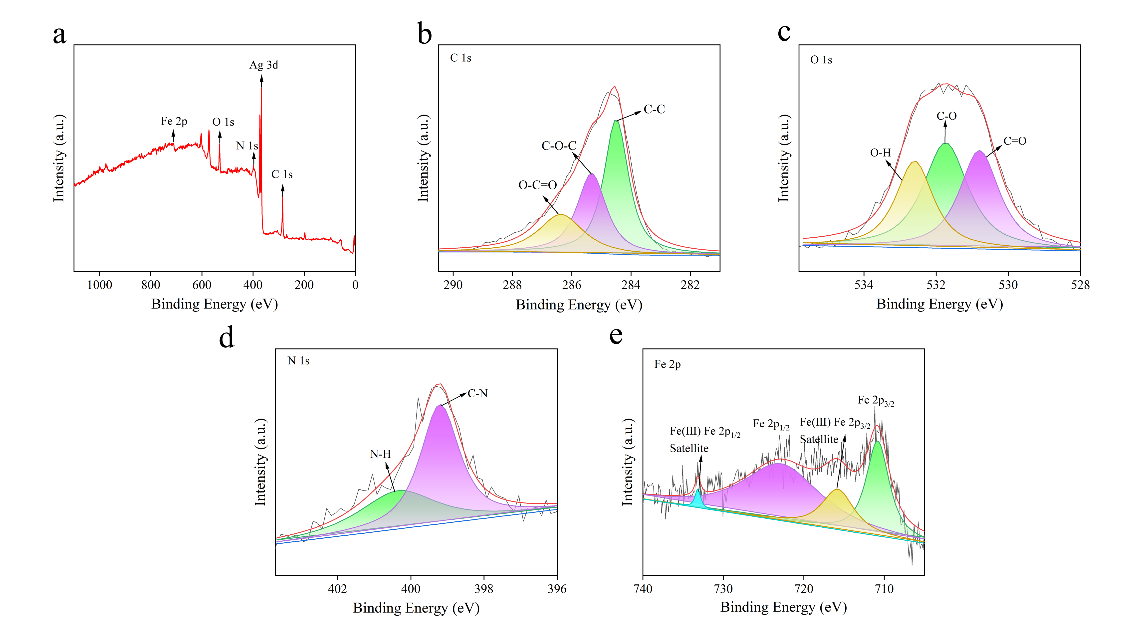 a
Intensity (a.u.)
Fe 2p
O 1s
N 1s
Ag 3d
C 1s
1000 800 600 400 200 0
Binding Energy (eV)
b
C 1s
Intensity (a.u.)
C-C
C-O-C
O-C=O
290 288 286 284 282
Binding Energy (eV)
c
O 1s
Intensity (a.u.)
C-O
C=O
O-H
534 532 530 528
Binding Energy (eV)
d
N 1s
Intensity (a.u.)
C-N
N-H
402 400 398 396
Binding Energy (eV)
e
Fe 2p
Intensity (a.u.)
Fe(III) Fe 2p1/2
Satellite
Fe 2p1/2
Fe(III) Fe 2p3/2
Satellite
Fe 2p3/2
740 730 720 710
Binding Energy (eV)